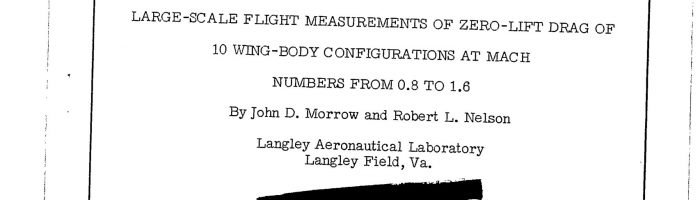 LARGE-SCALE FLIGHT MEASUREMENTS OF ZERO-LIFT DRAG OF
10 WING-BODY CONFIGURATIONS AT MACH
NUMBERS FROM 0.8 TO 1.6
By John D. Morrow and Robert L. Nelson
Langley Aeronautical Laboratory
Langley Field, Va.